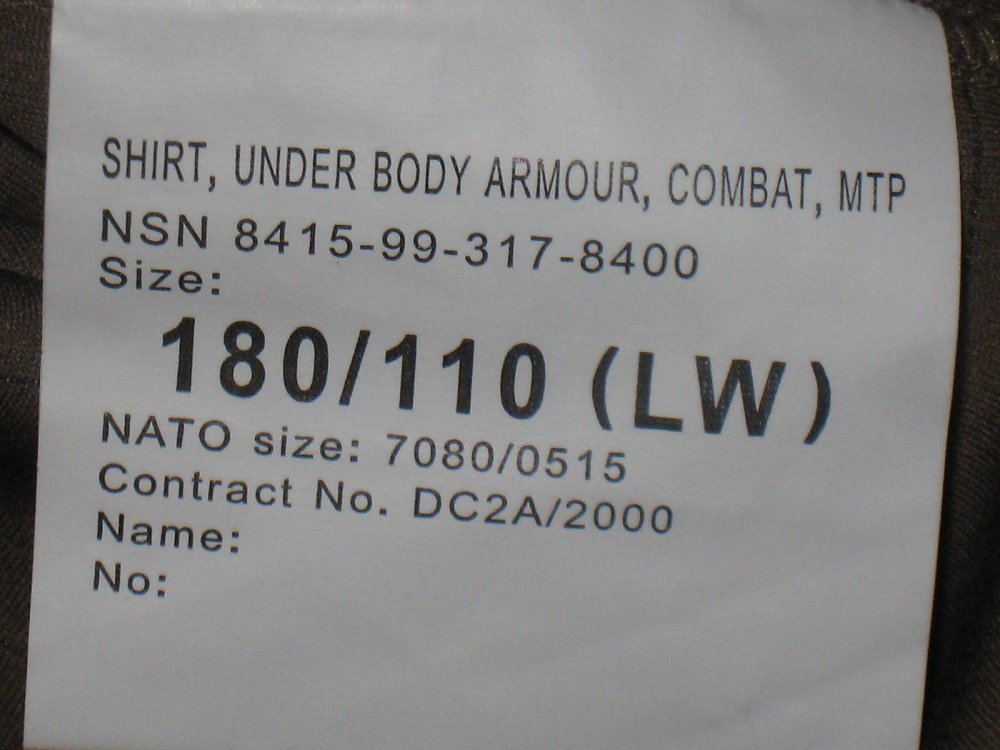 SHIRT, UNDER BODY ARMOUR, COMBAT, MTP
NSN 8415-99-317-8400
Size:
180/110 (LW)
NATO size: 7080/0515
Contract No. DC2A/2000
Name:
No: